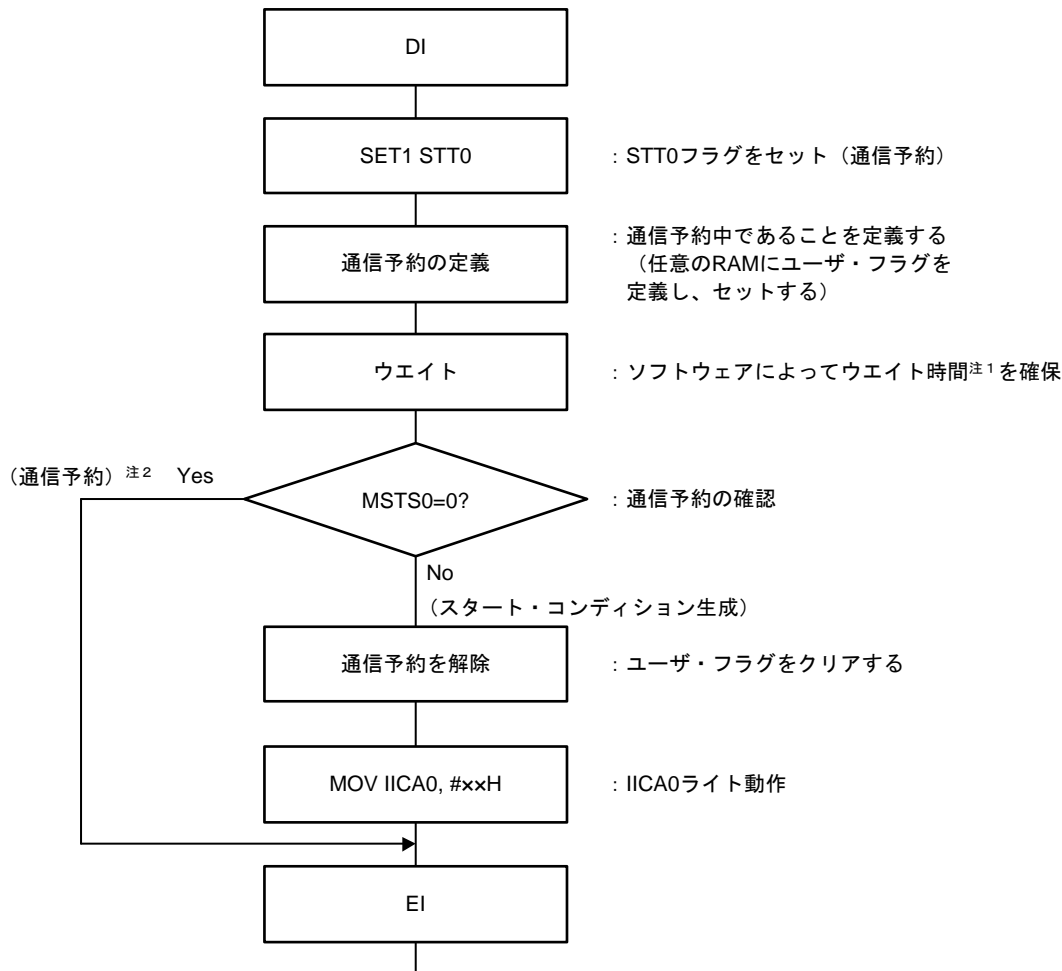 DI
SET1 STT0
：STT0フラグをセット（通信予約）
通信予約の定義
：通信予約中であることを定義する
（任意のRAMにユーザ・フラグを
定義し、セットする）
ウエイト
：ソフトウェアによってウエイト時間注１を確保
（通信予約）注２ Yes
MSTS0=0?
：通信予約の確認
No
（スタート・コンディション生成）
通信予約を解除
：ユーザ・フラグをクリアする
MOV IICA0, #××H
：IICA0ライト動作
EI